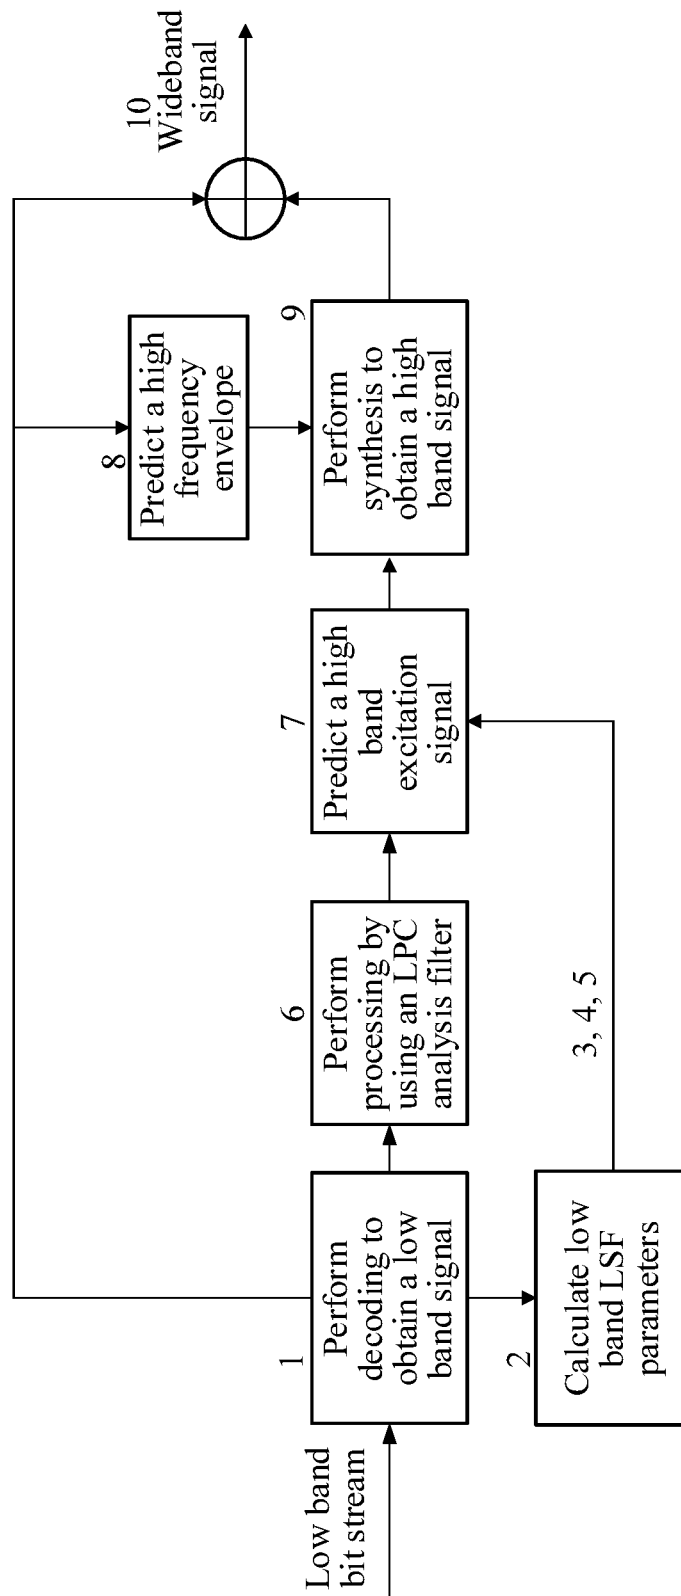 Low band
bit stream
1
Perform
decoding to
obtain a low
band signal
2
Calculate low
band LSF
parameters
3, 4, 5
6
Perform
processing by
using an LPC
analysis filter
7
Predict a high
band
excitation
signal
8
Predict a high
frequency
envelope
9
Perform
synthesis to
obtain a high
band signal
10
Wideband
signal